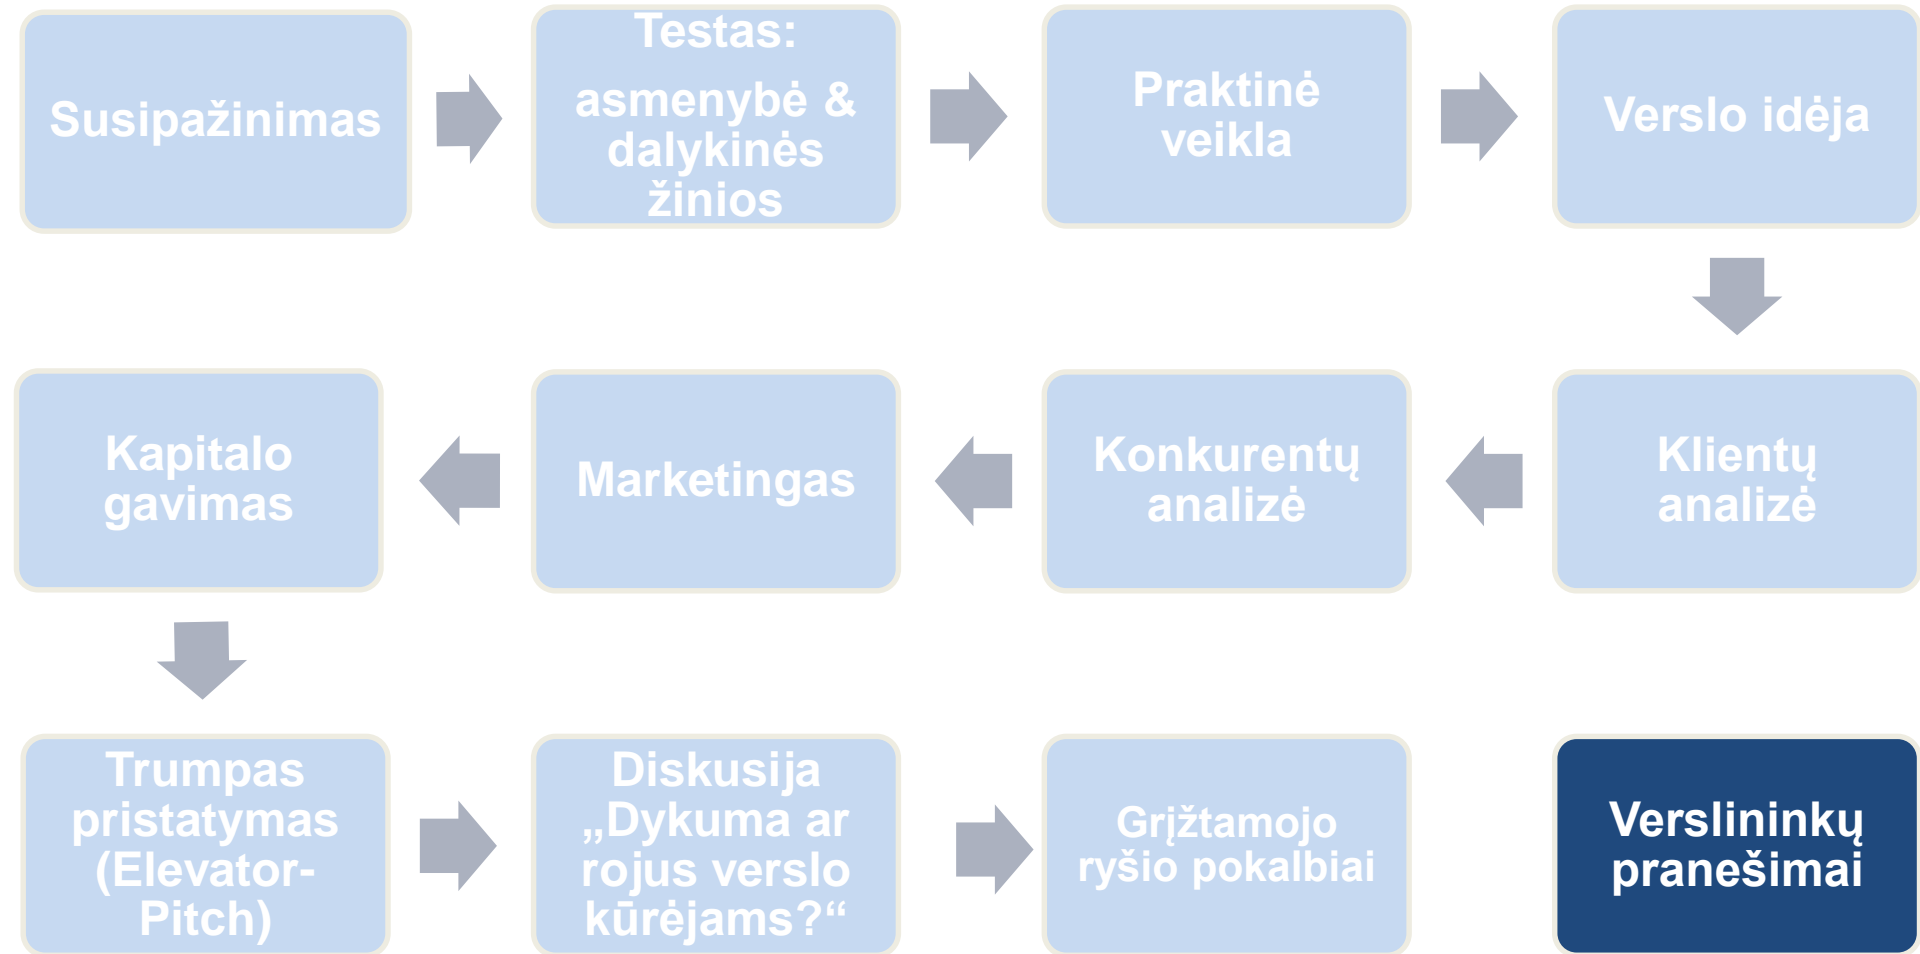 Susipažinimas
Testas:
asmenybė &
dalykinės
žinios
Praktinė
veikla
Verslo idėja
Kapitalo
gavimas
Marketingas
Konkurentų
analizė
Klientų
analizė
Trumpas
pristatymas
(Elevator-
Pitch)
Diskusija
„Dykuma ar
rojus verslo
kūrėjams?“
Grįžtamojo
ryšio pokalbiai
Verslininkų
pranešimai